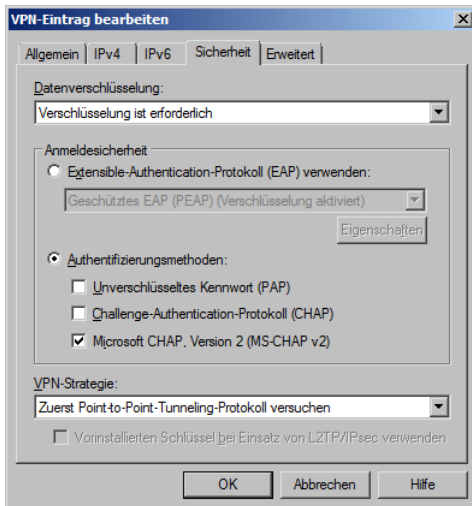 VPN-Eintrag bearbeiten
Allgemein IPv4 IPv6 Sicherheit Erweitert
Datenverschlüsselung:
Verschlüsselung ist erforderlich
Anmeldesicherheit
Extensible-Authentication-Protokoll (EAP) verwenden:
Geschütztes EAP (PEAP) (Verschlüsselung aktiviert)
Eigenschaften
Authentifizierungsmethoden:
Unverschlüsseltes Kennwort (PAP)
Challenge-Authentication-Protokoll (CHAP)
Microsoft CHAP, Version 2 (MS-CHAP v2)
VPN-Strategie:
Zuerst Point-to-Point-Tunneling-Protokoll versuchen
Vorinstallierten Schlüssel bei Einsatz von L2TP/IPsec verwenden
OK Abbrechen Hilfe